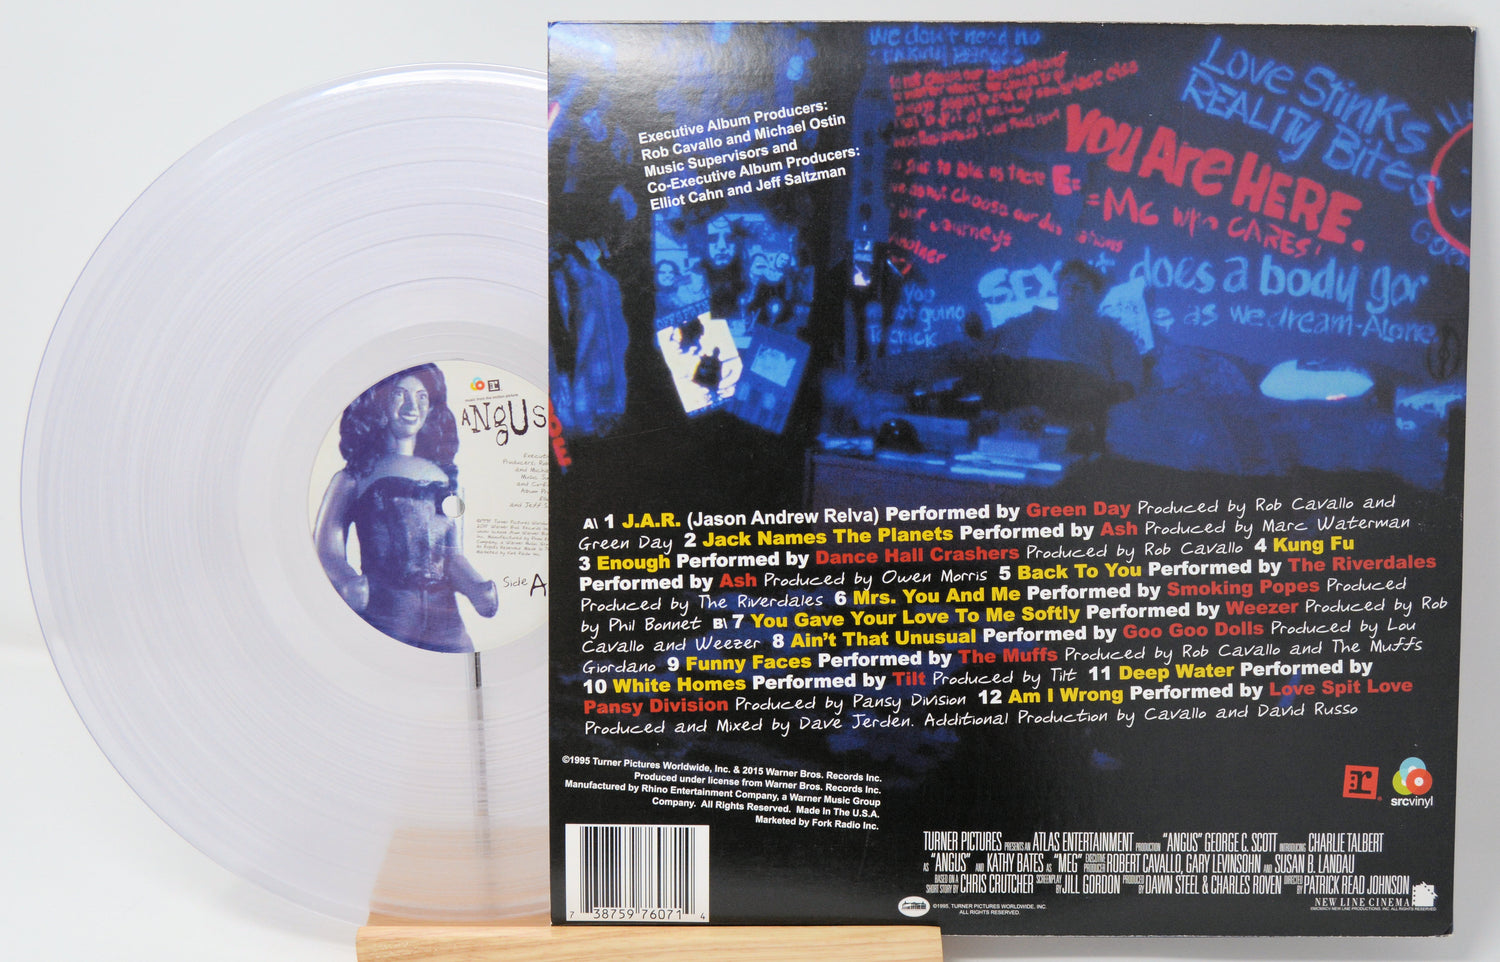 Executive Album Producers:
Rob Cavallo and Michael Ostin
Music Supervisors and
Co-Executive Album Producers:
Elliot Cahn and Jeff Saltzman
We don't need no
Love Stinks
REALITY BiteS
You Are HERE.
E=
=Mc who CARES!
SEX
does a body gor
as we dream-Alone
music from the motion picture
ANgUS
Side A
A\ 1 J.A.R. (Jason Andrew Relva) Performed by Green Day Produced by Rob Cavallo and
Green Day 2 Jack Names The Planets Performed by Ash Produced by Marc Waterman
3 Enough Performed by Dance Hall Crashers Produced by Rob Cavallo 4 Kung Fu
Performed by Ash Produced by Owen Morris 5 Back To You Performed by The Riverdales
Produced by The Riverdales 6 Mrs. You And Me Performed by Smoking Popes Produced
by Phil Bonnet B\ 7 You Gave Your Love To Me Softly Performed by Weezer Produced by Rob
Cavallo and Weezer 8 Ain't That Unusual Performed by Goo Goo Dolls Produced by Lou
Giordano 9 Funny Faces Performed by The Muffs Produced by Rob Cavallo and The Muffs
10 White Homes Performed by Tilt Produced by Tilt 11 Deep Water Performed by
Pansy Division Produced by Pansy Division 12 Am I Wrong Performed by Love Spit Love
Produced and Mixed by Dave Jerden. Additional Production by Cavallo and David Russo
©1995 Turner Pictures Worldwide, Inc. & 2015 Warner Bros. Records Inc.
Produced under license from Warner Bros. Records Inc.
Manufactured by Rhino Entertainment Company, a Warner Music Group
Company. All Rights Reserved. Made In The U.S.A.
Marketed by Fork Radio Inc.
r
srcvinyl
7 38759 76071 4
TURNER PICTURES PRESENTS AN ATLAS ENTERTAINMENT PRODUCTION "ANGUS" GEORGE C. SCOTT INTRODUCING CHARLIE TALBERT
AS "ANGUS" AND KATHY BATES AS "MEG" EXECUTIVE PRODUCER ROBERT CAVALLO, GARY LEVINSOHN AND SUSAN B. LANDAU
BASED ON A SHORT STORY BY CHRIS CRUTCHER SCREENPLAY BY JILL GORDON PRODUCED BY DAWN STEEL & CHARLES ROVEN DIRECTED BY PATRICK READ JOHNSON
©1995. TURNER PICTURES WORLDWIDE, INC.
ALL RIGHTS RESERVED.
NEW LINE CINEMA